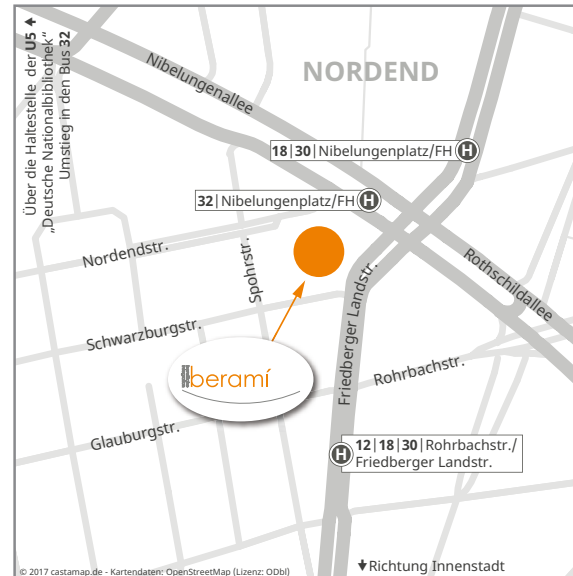 Über die Haltestelle der U5
„Deutsche Nationalbibliothek“
Umstieg in den Bus 32
Nibelungenallee
NORDEND
18|30|Nibelungenplatz/FH H
32|Nibelungenplatz/FH H
Nordendstr.
Spohrstr.
Rothschildallee
Schwarzburgstr.
Friedberger Landstr.
beramí
Rohrbachstr.
Glauburgstr.
H 12|18|30|Rohrbachstr./
Friedberger Landstr.
Richtung Innenstadt
© 2017 castamap.de - Kartendaten: OpenStreetMap (Lizenz: ODbl)